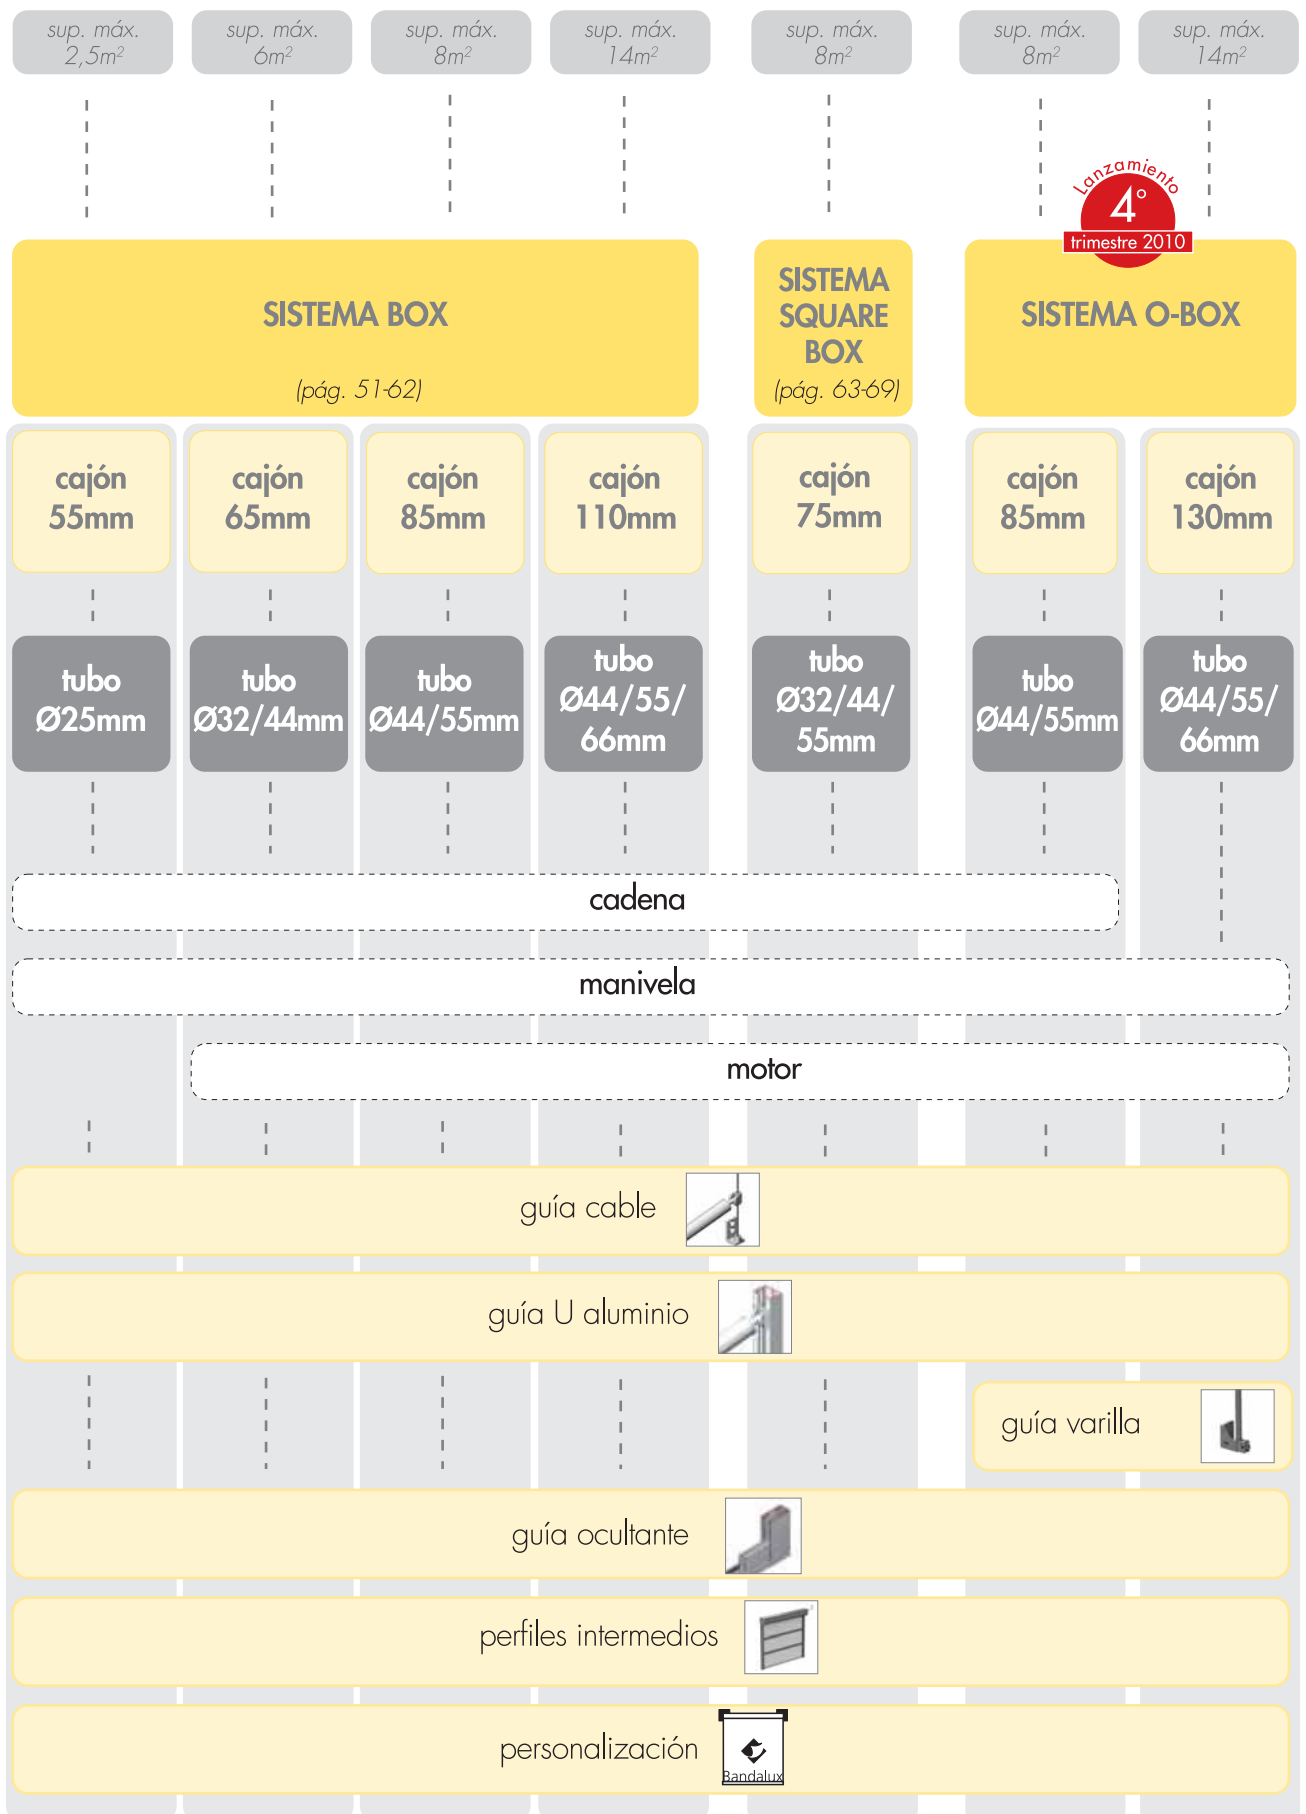 sup. máx.
2,5m²
sup. máx.
6m²
sup. máx.
8m²
sup. máx.
14m²
sup. máx.
8m²
sup. máx.
8m²
sup. máx.
14m²
Lanzamiento
4°
trimestre 2010
SISTEMA BOX
(pág. 51-62)
SISTEMA
SQUARE
BOX
(pág. 63-69)
SISTEMA O-BOX
cajón
55mm
cajón
65mm
cajón
85mm
cajón
110mm
cajón
75mm
cajón
85mm
cajón
130mm
tubo
Ø25mm
tubo
Ø32/44mm
tubo
Ø44/55mm
tubo
Ø44/55/
66mm
tubo
Ø32/44/
55mm
tubo
Ø44/55mm
tubo
Ø44/55/
66mm
cadena
manivela
motor
guía cable
guía U aluminio
guía varilla
guía ocultante
perfiles intermedios
personalización
Bandalux